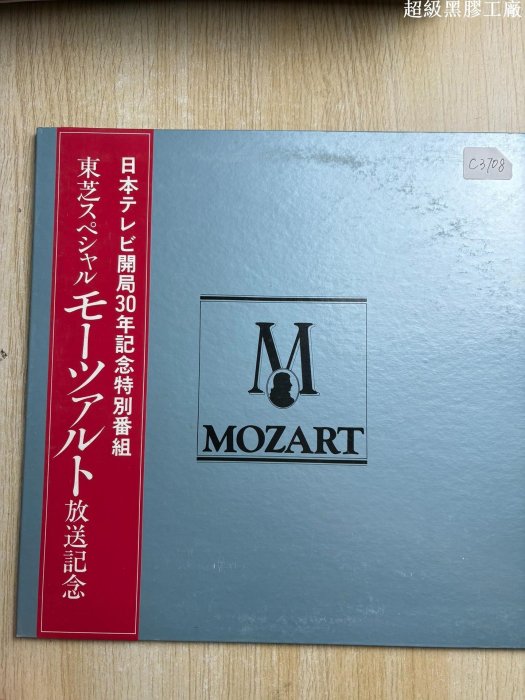 超級黑膠工廠
C3708
日本テレビ開局30年記念特別番組
東芝スペシャル モーツァルト 放送記念
M
MOZART